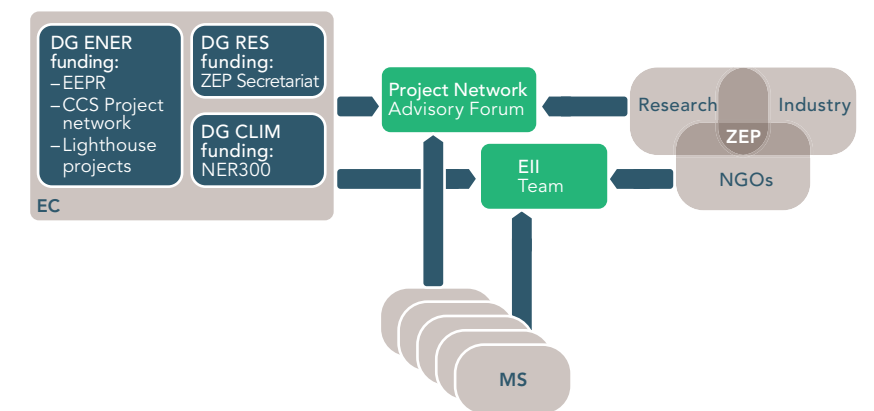 DG ENER
funding:
–EEPR
–CCS Project
network
–Lighthouse
projects
DG RES
funding:
ZEP Secretariat
DG CLIM
funding:
NER300
EC
Project Network
Advisory Forum
EII
Team
Research
Industry
ZEP
NGOs
MS